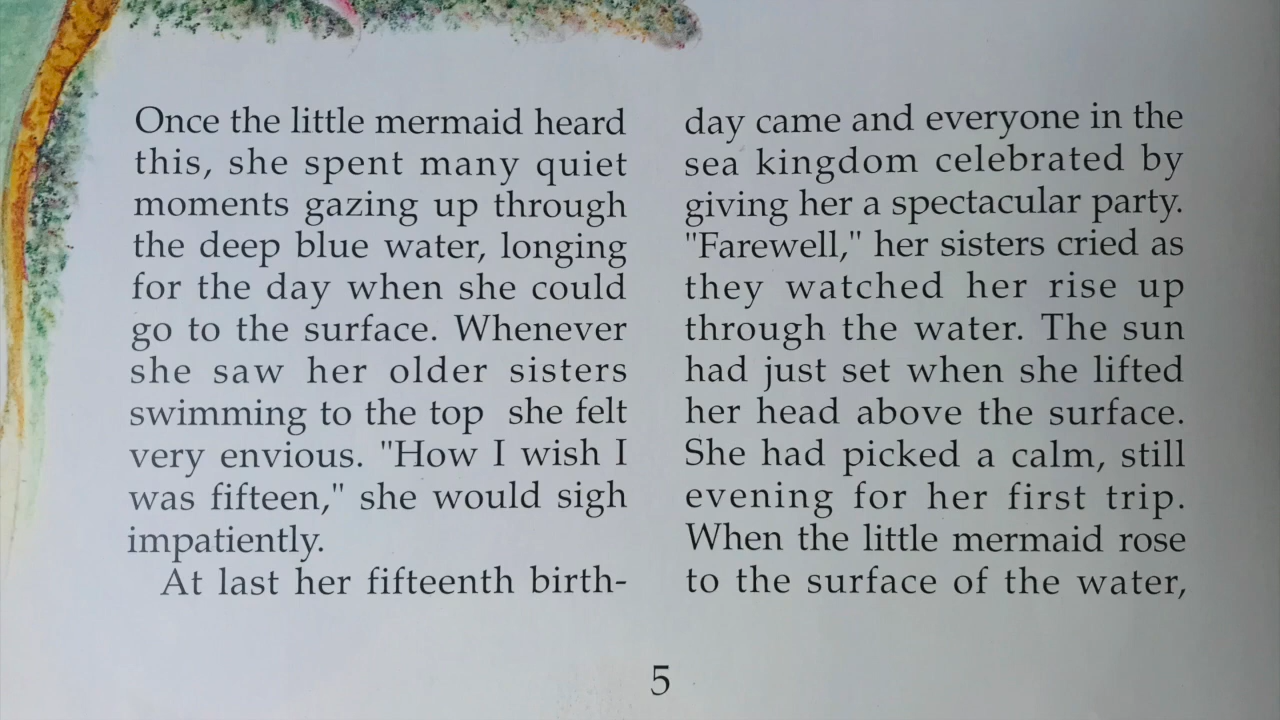 Once the little mermaid heard
this, she spent many quiet
moments gazing up through
the deep blue water, longing
for the day when she could
go to the surface. Whenever
she saw her older sisters
swimming to the top  she felt
very envious. "How I wish I
was fifteen," she would sigh
impatiently.
At last her fifteenth birth-
day came and everyone in the
sea kingdom celebrated by
giving her a spectacular party.
"Farewell," her sisters cried as
they watched her rise up
through the water. The sun
had just set when she lifted
her head above the surface.
She had picked a calm, still
evening for her first trip.
When the little mermaid rose
to the surface of the water,
5